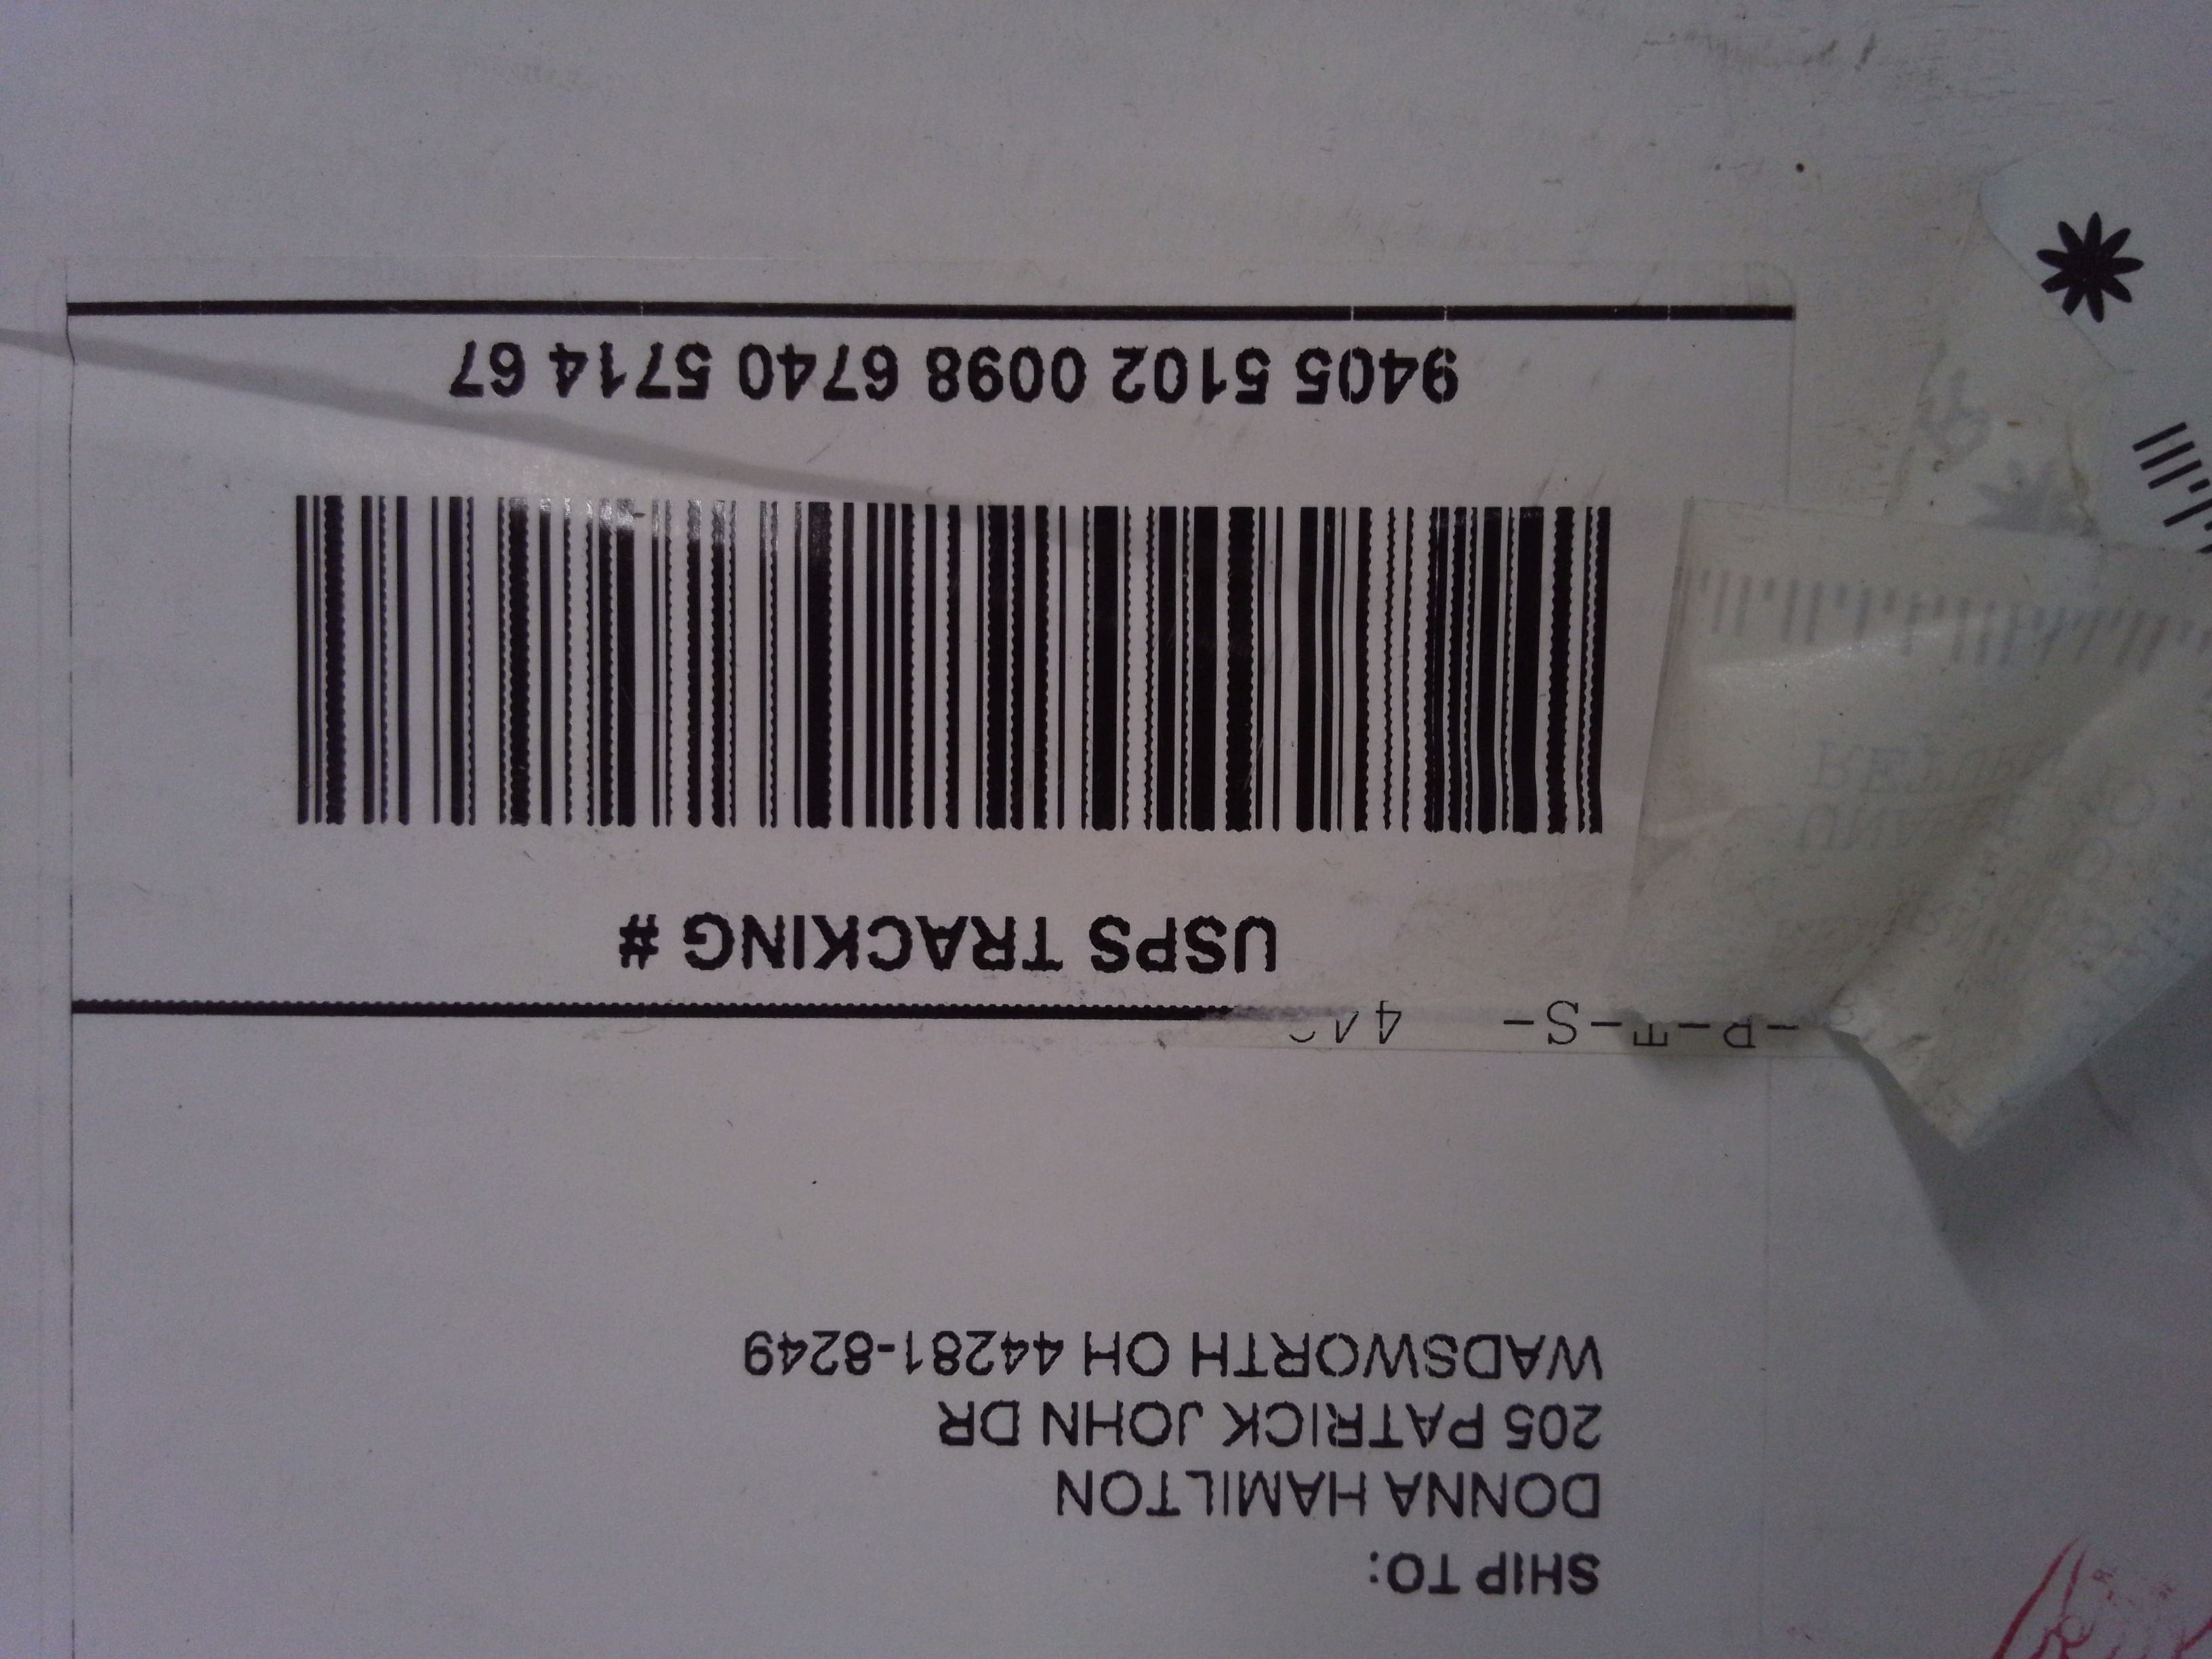 SHIP TO:
DONNA HAMILTON
205 PATRICK JOHN DR
WADSWORTH OH 44281-8249
-R-T-S-
USPS TRACKING #
9405 5102 0098 6740 5714 67